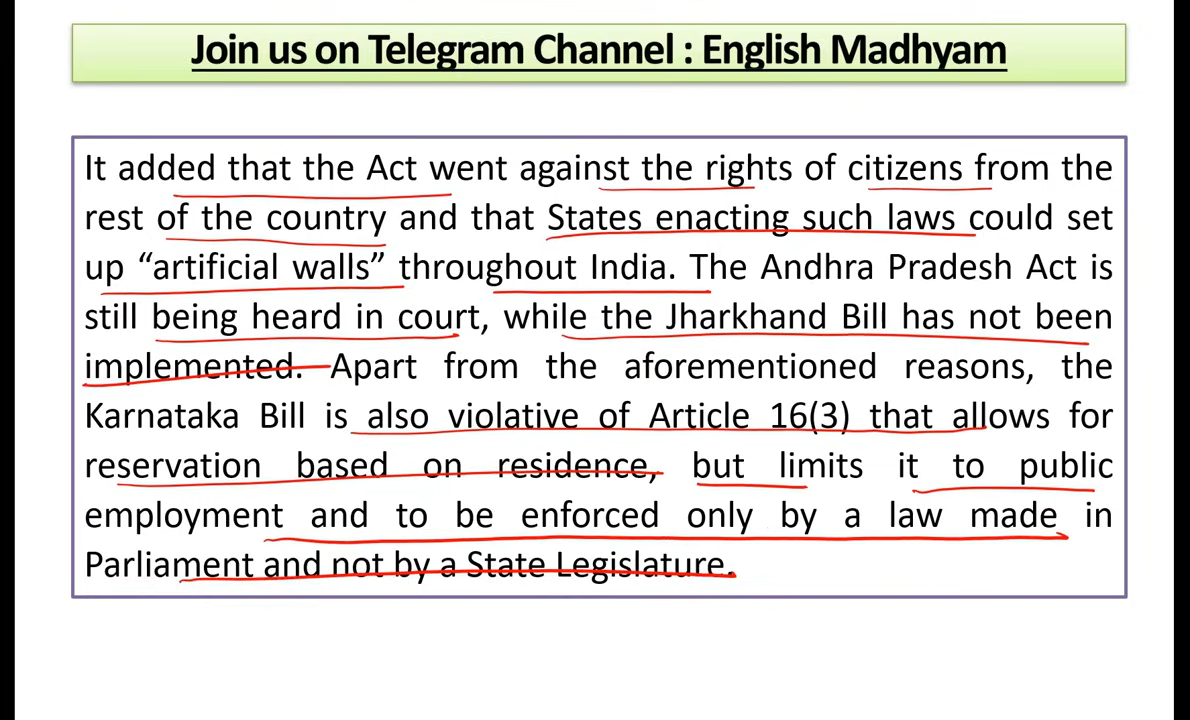 Join us on Telegram Channel : English Madhyam
It added that the Act went against the rights of citizens from the
rest of the country and that States enacting such laws could set
up “artificial walls” throughout India. The Andhra Pradesh Act is
still being heard in court, while the Jharkhand Bill has not been
implemented. Apart from the aforementioned reasons, the
Karnataka Bill is also violative of Article 16(3) that allows for
reservation based on residence, but limits it to public
employment and to be enforced only by a law made in
Parliament and not by a State Legislature.